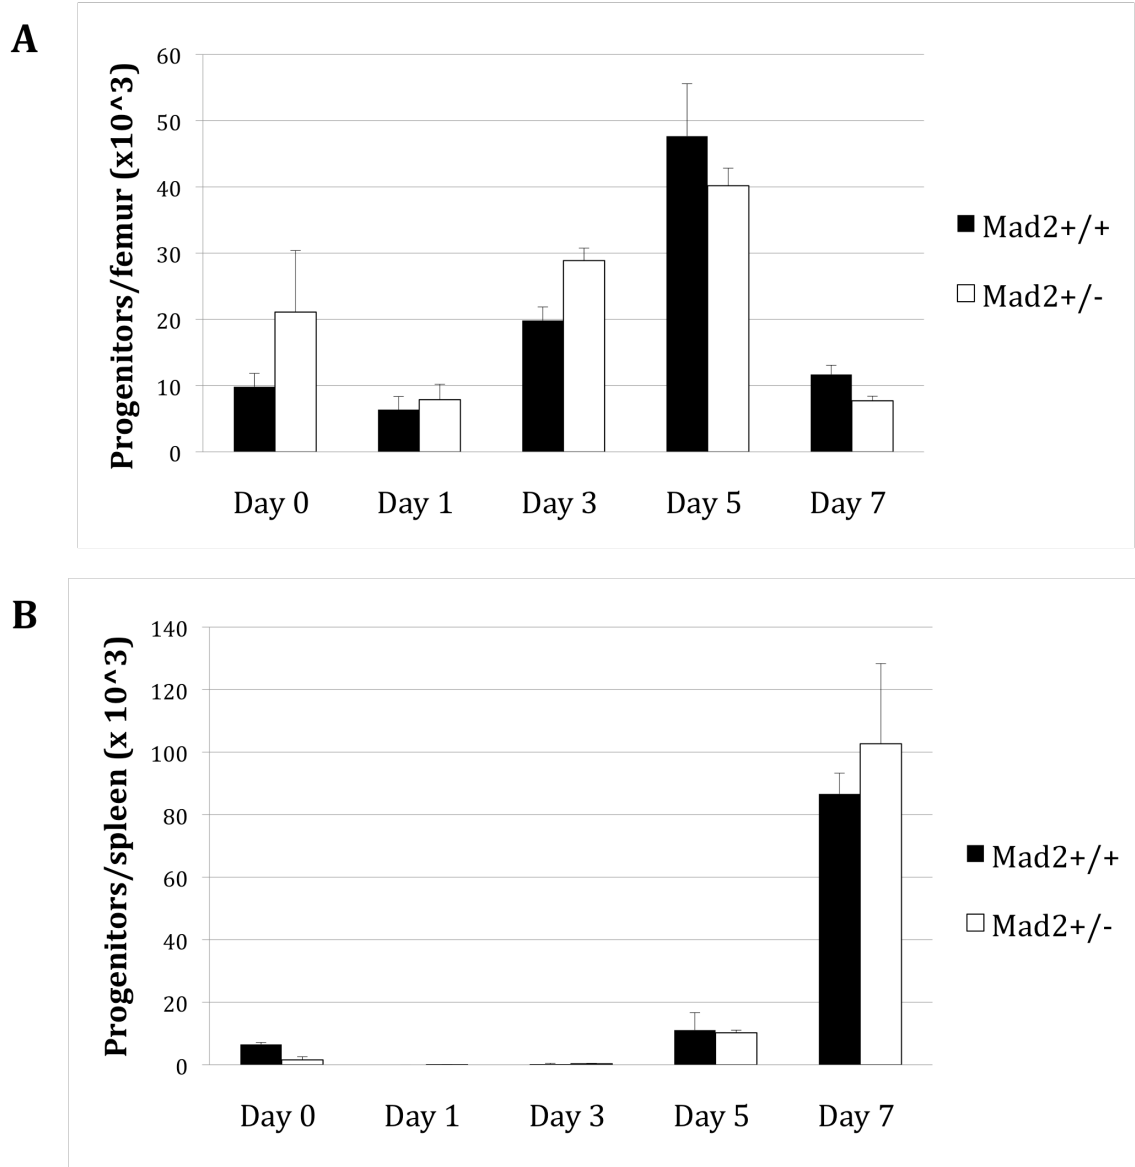 A
Progenitors/femur (x10^3)
60
50
40
30
20
10
0
Day 0 Day 1 Day 3 Day 5 Day 7
Mad2+/+
Mad2+/-
B
Progenitors/spleen (x 10^3)
140
120
100
80
60
40
20
0
Day 0 Day 1 Day 3 Day 5 Day 7
Mad2+/+
Mad2+/-